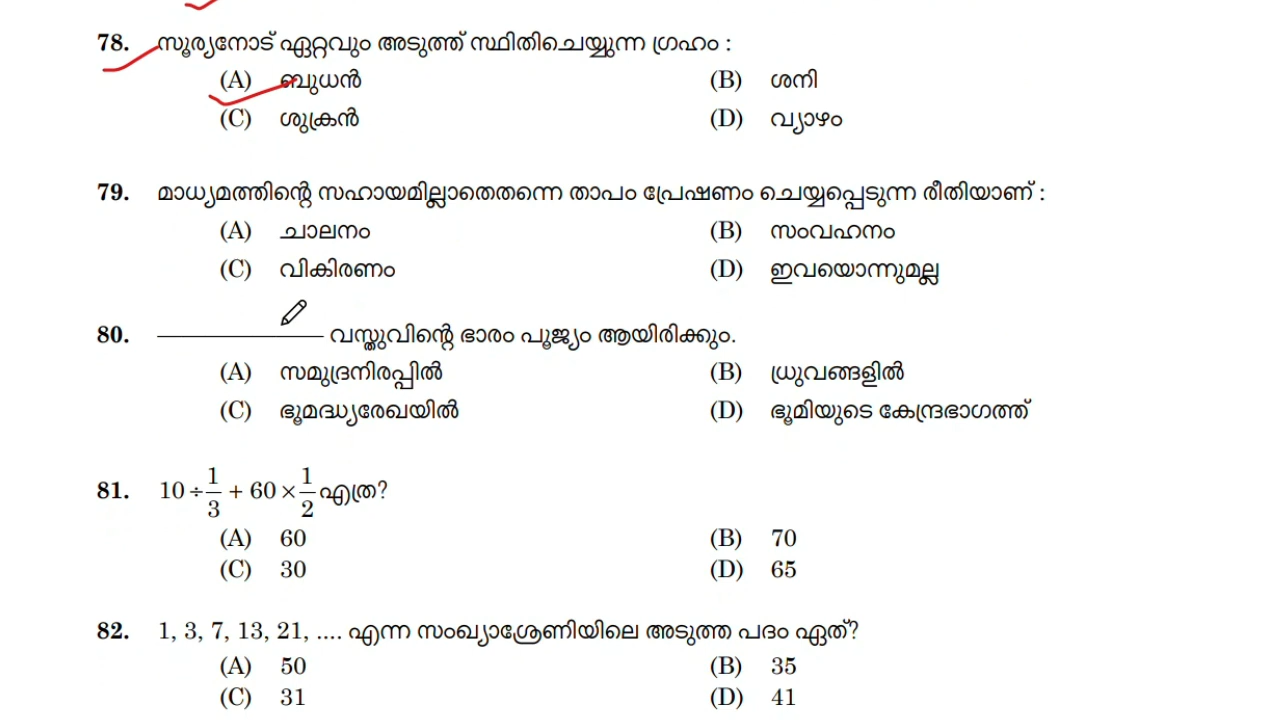 78. സൂര്യനോട് ഏറ്റവും അടുത്ത് സ്ഥിതിചെയ്യുന്ന ഗ്രഹം :
(A) ബുധൻ (B) ശനി
(C) ശുക്രൻ (D) വ്യാഴം
79. മാധ്യമത്തിന്റെ സഹായമില്ലാതെതന്നെ താപം പ്രേഷണം ചെയ്യപ്പെടുന്ന രീതിയാണ് :
(A) ചാലനം (B) സംവഹനം
(C) വികിരണം (D) ഇവയൊന്നുമല്ല
80. ____________ വസ്തുവിന്റെ ഭാരം പൂജ്യം ആയിരിക്കും.
(A) സമുദ്രനിരപ്പിൽ (B) ധ്രുവങ്ങളിൽ
(C) ഭൂമദ്ധ്യരേഖയിൽ (D) ഭൂമിയുടെ കേന്ദ്രഭാഗത്ത്
81. 10 ÷ 1/3 + 60 × 1/2 എത്ര?
(A) 60 (B) 70
(C) 30 (D) 65
82. 1, 3, 7, 13, 21, .... എന്ന സംഖ്യാശ്രേണിയിലെ അടുത്ത പദം ഏത്?
(A) 50 (B) 35
(C) 31 (D) 41